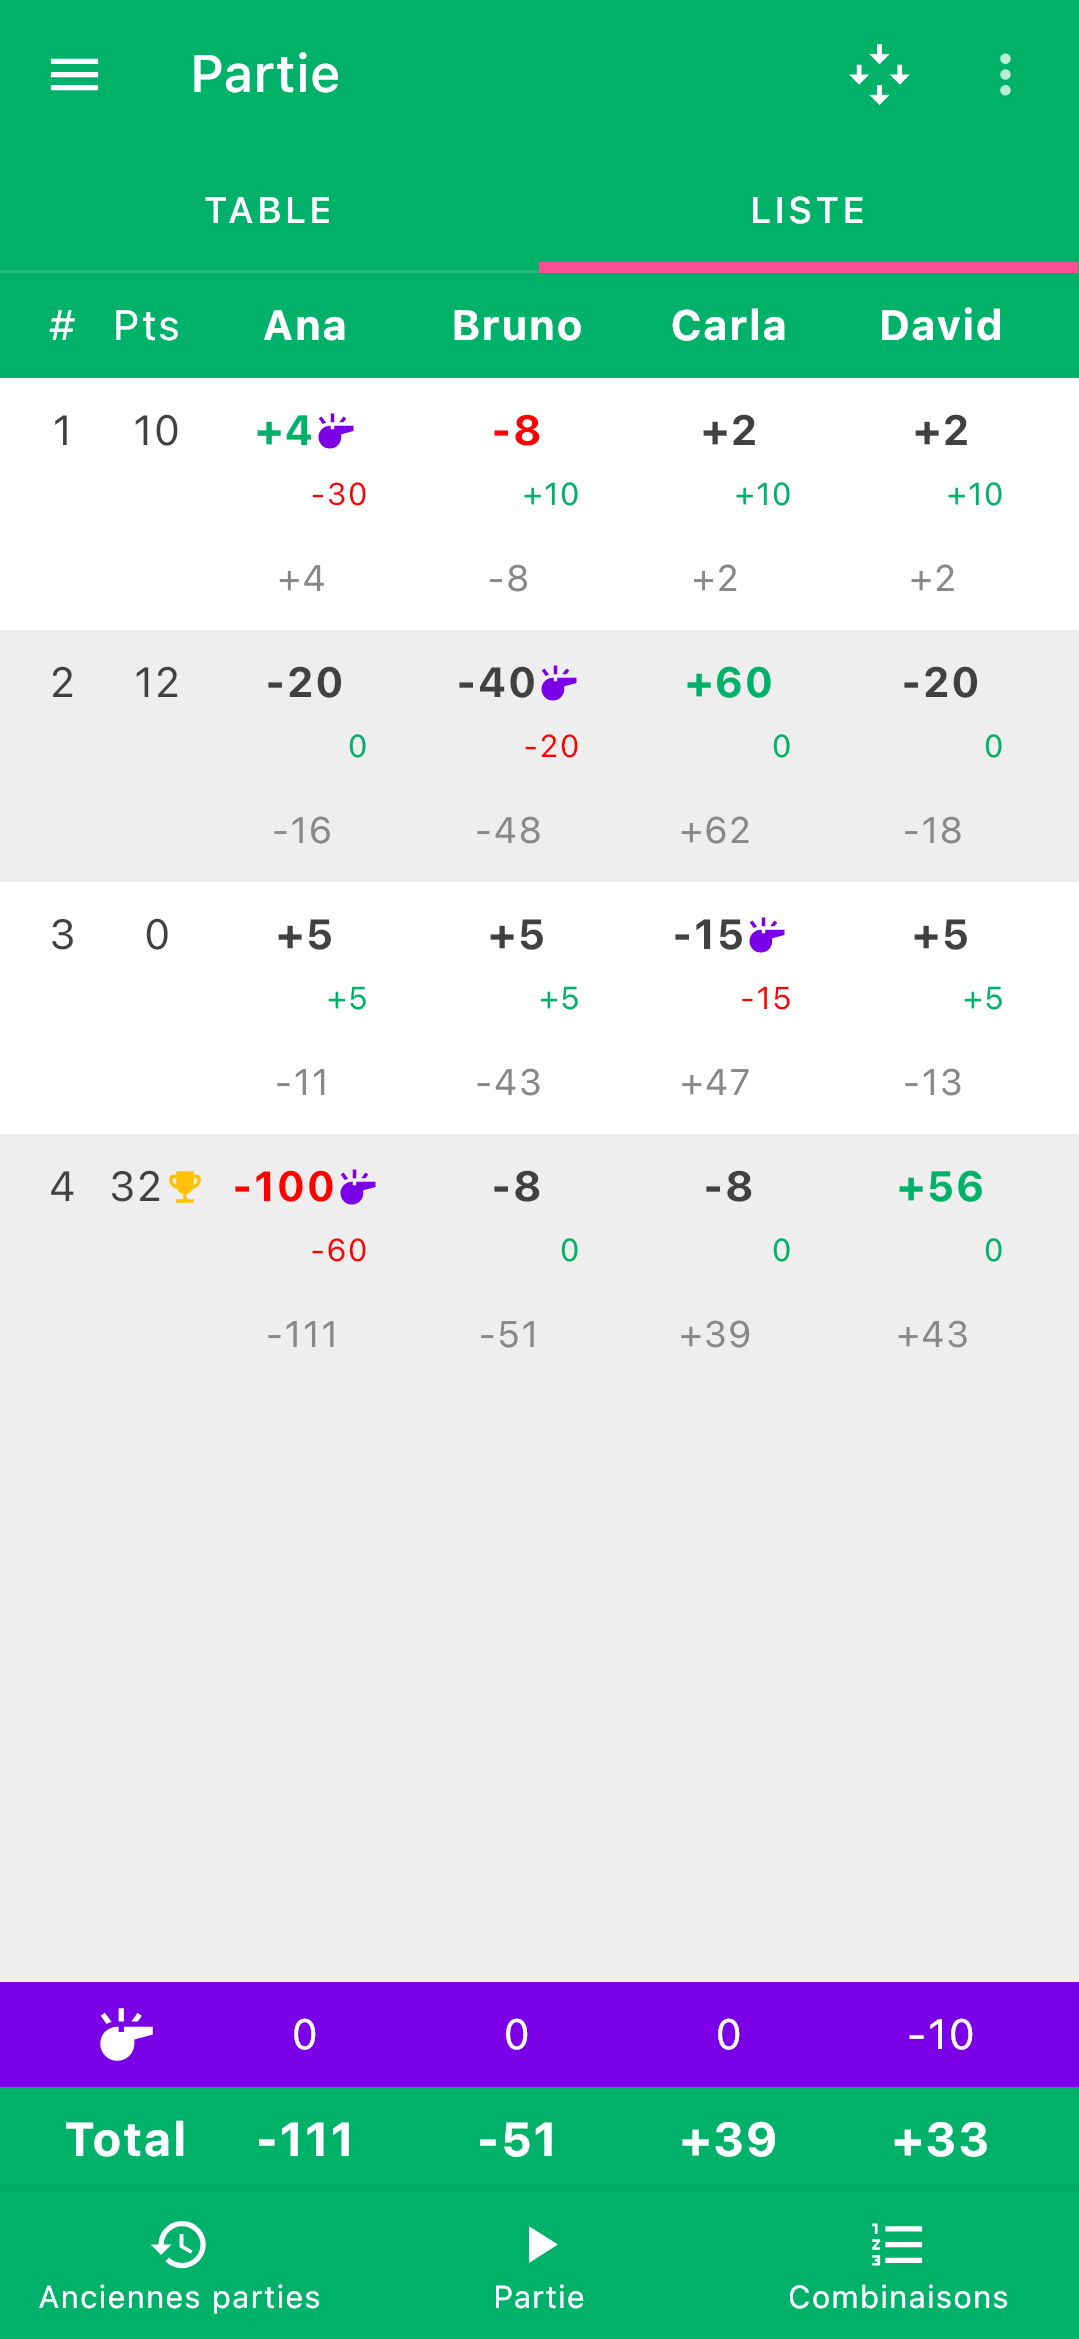 Partie
TABLE LISTE
# Pts Ana Bruno Carla David
1 10 +4 -8 +2 +2
-30 +10 +10 +10
+4 -8 +2 +2
2 12 -20 -40 +60 -20
0 -20 0 0
-16 -48 +62 -18
3 0 +5 +5 -15 +5
+5 +5 -15 +5
-11 -43 +47 -13
4 32 -100 -8 -8 +56
-60 0 0 0
-111 -51 +39 +43
0 0 0 -10
Total -111 -51 +39 +33
Anciennes parties Partie Combinaisons